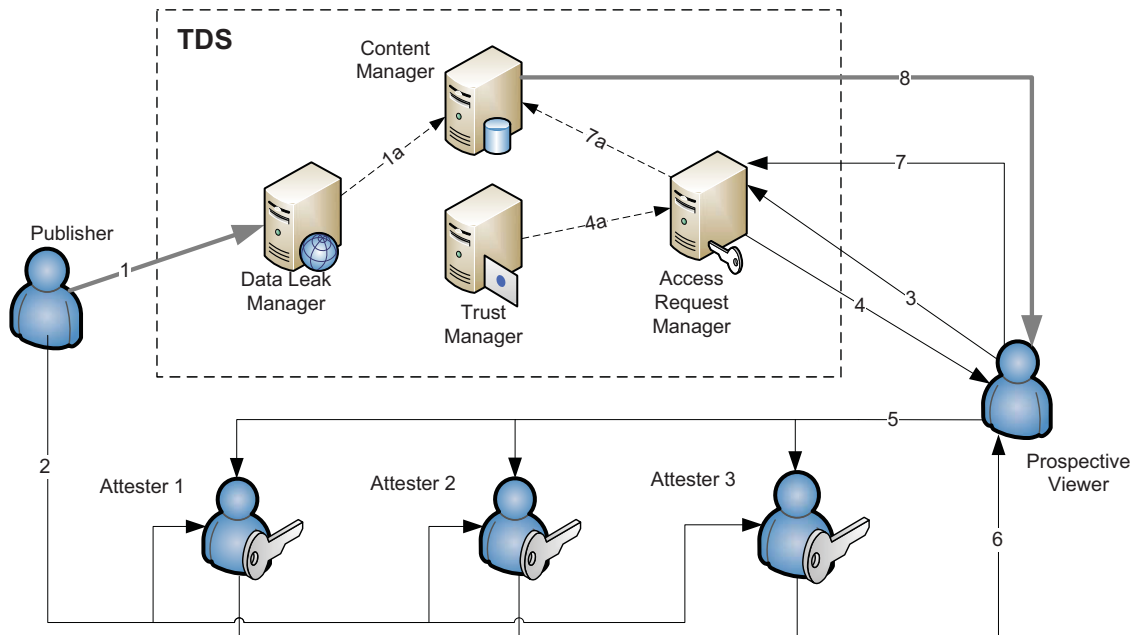 TDS
Content
Manager
8
1a
7a
7
Publisher
1
Data Leak
Manager
4a
Trust
Manager
Access
Request
Manager
3
4
2
5
Prospective
Viewer
Attester 1
Attester 2
Attester 3
6